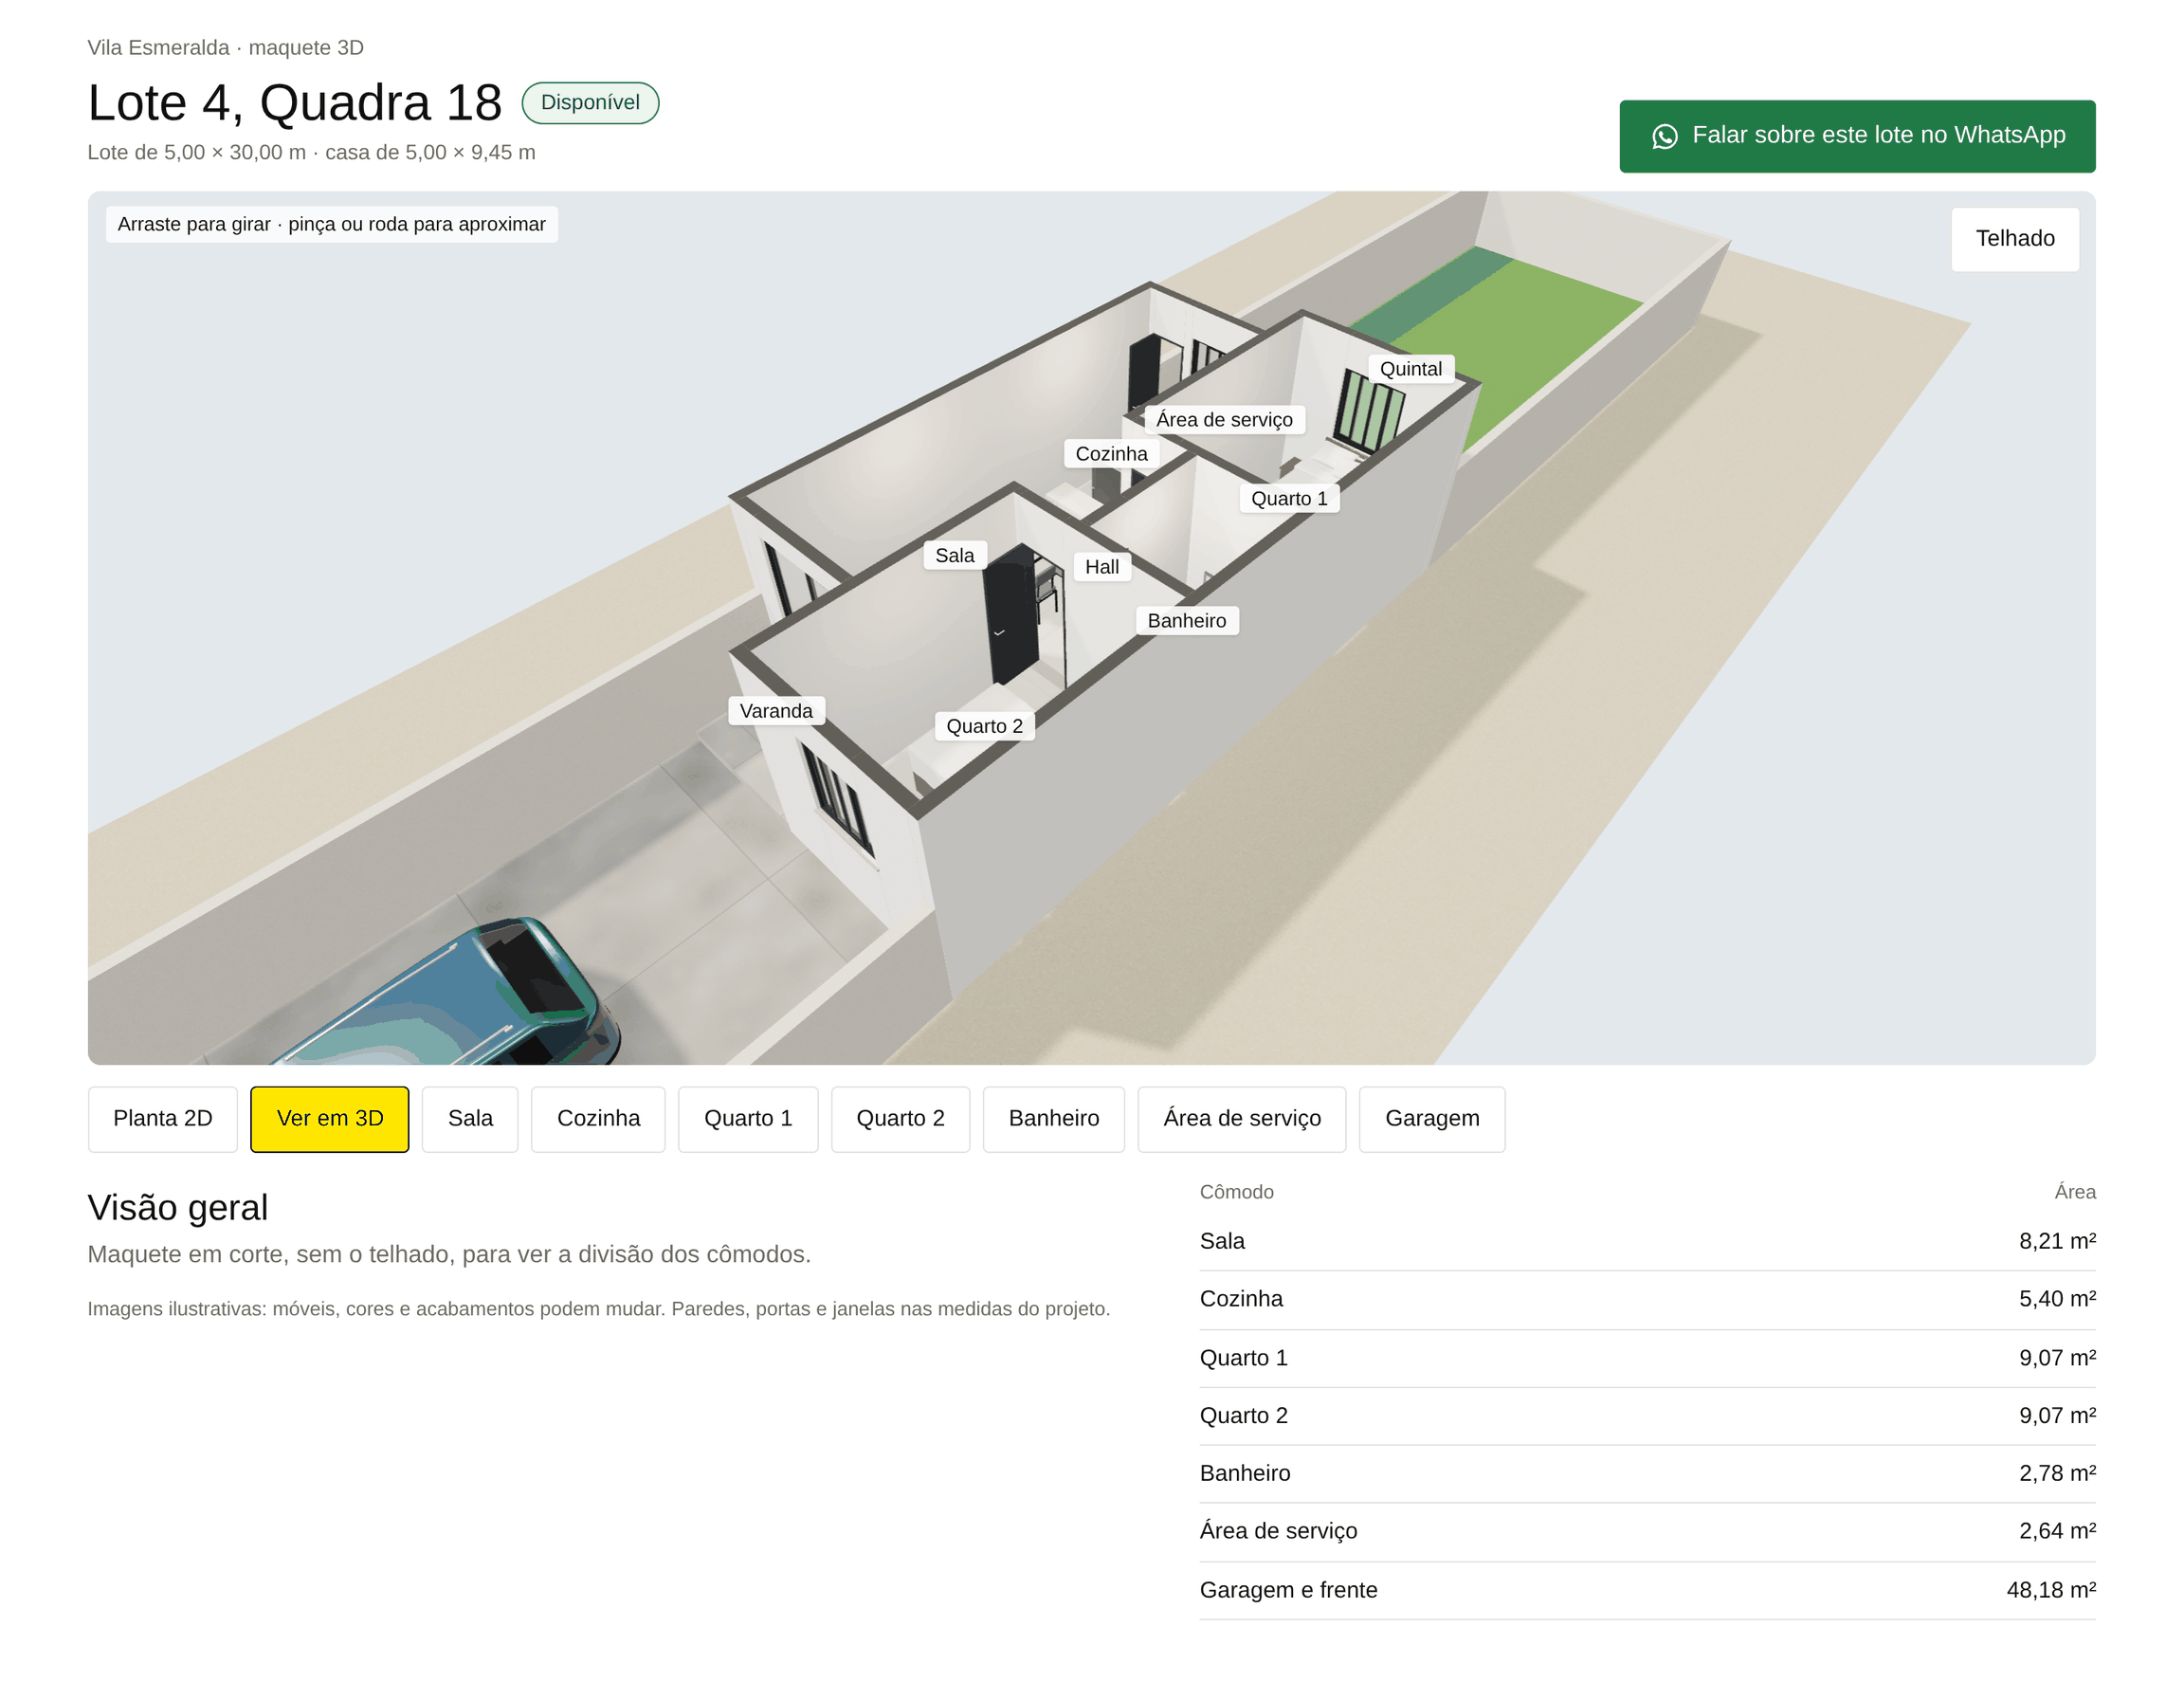 Vila Esmeralda · maquete 3D
Lote 4, Quadra 18
Disponível
Lote de 5,00 × 30,00 m · casa de 5,00 × 9,45 m
Falar sobre este lote no WhatsApp
Arraste para girar · pinça ou roda para aproximar
Telhado
Quintal
Área de serviço
Cozinha
Quarto 1
Sala
Hall
Banheiro
Varanda
Quarto 2
Planta 2D
Ver em 3D
Sala
Cozinha
Quarto 1
Quarto 2
Banheiro
Área de serviço
Garagem
Visão geral
Maquete em corte, sem o telhado, para ver a divisão dos cômodos.
Imagens ilustrativas: móveis, cores e acabamentos podem mudar. Paredes, portas e janelas nas medidas do projeto.
Cômodo Área
Sala 8,21 m²
Cozinha 5,40 m²
Quarto 1 9,07 m²
Quarto 2 9,07 m²
Banheiro 2,78 m²
Área de serviço 2,64 m²
Garagem e frente 48,18 m²